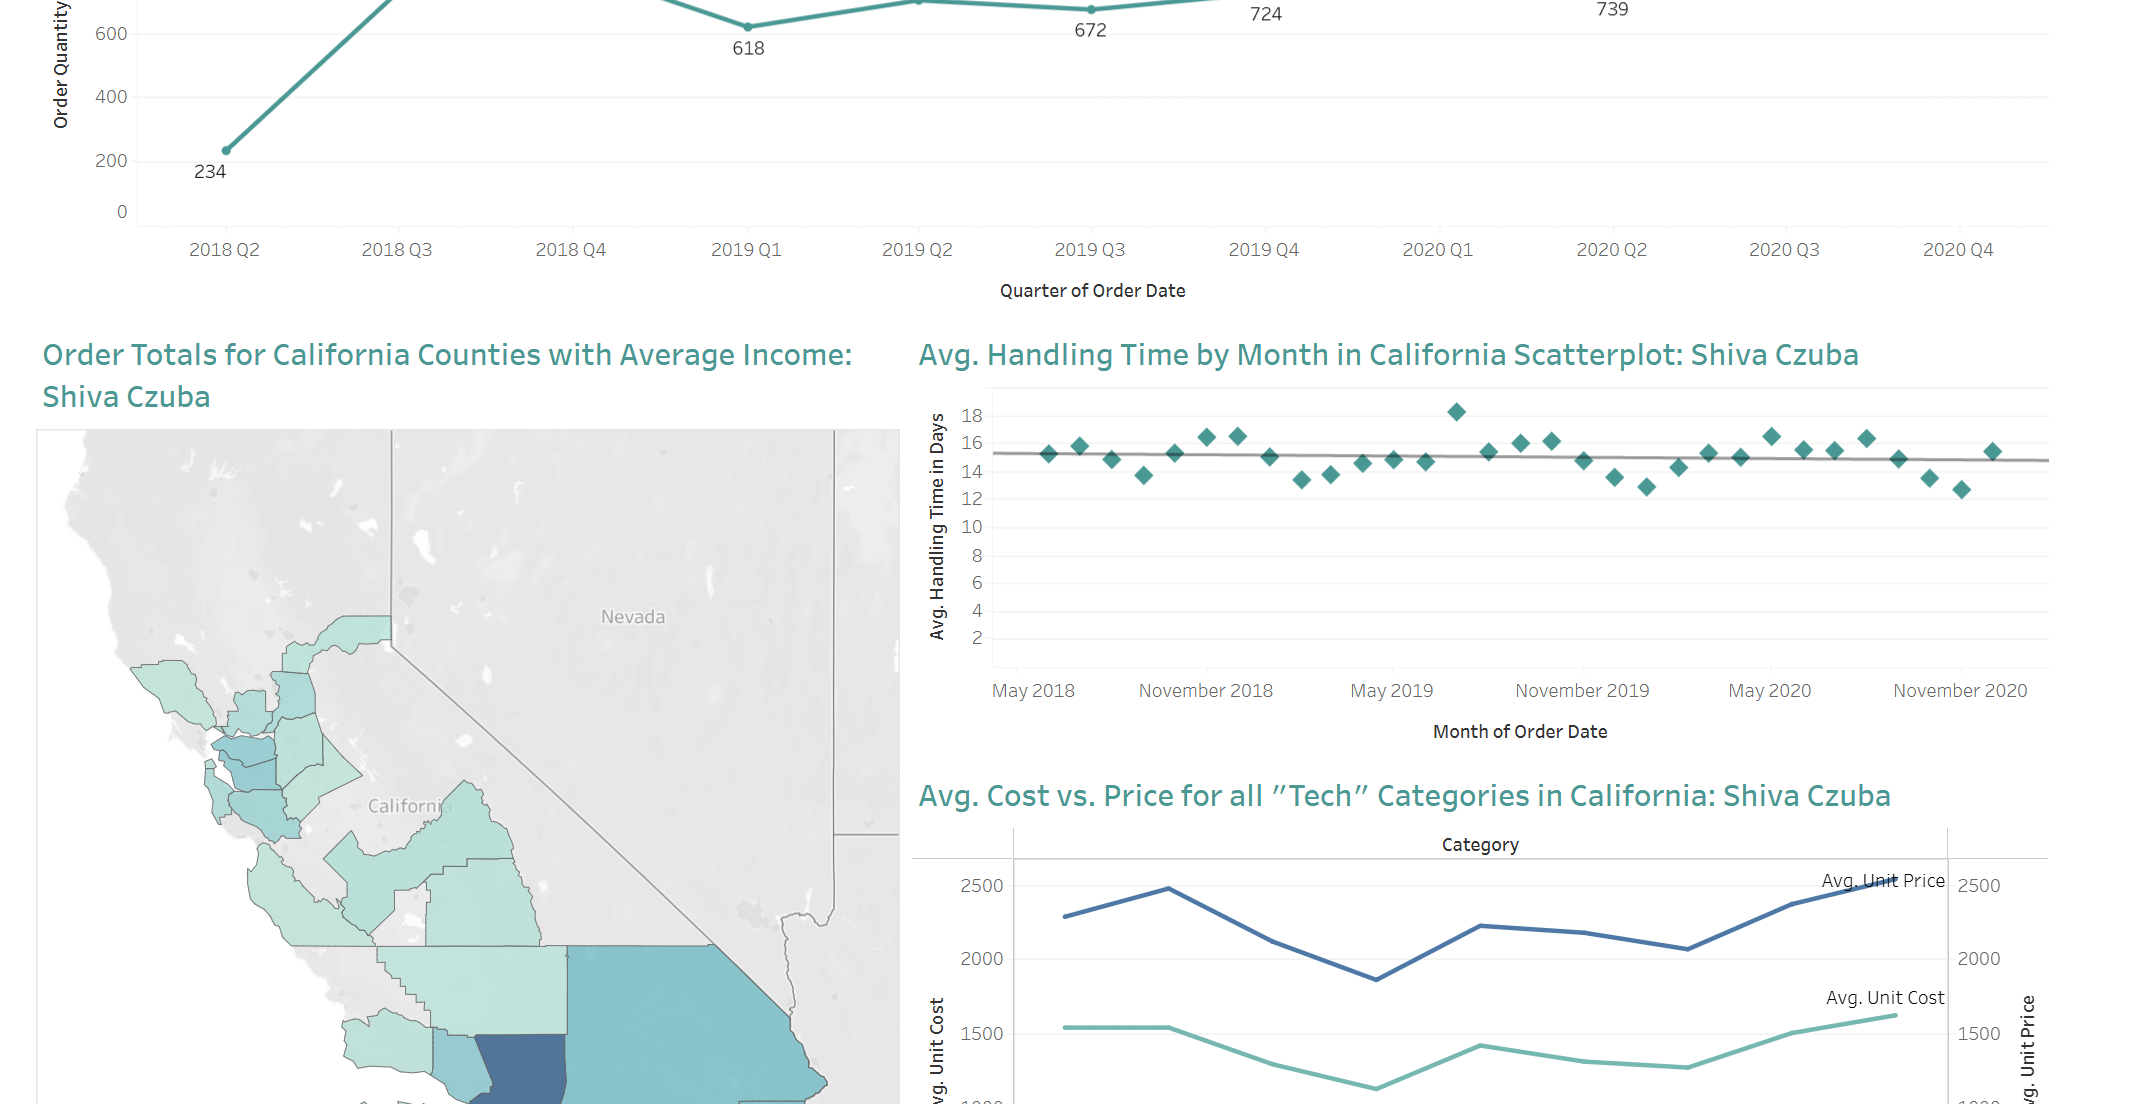 Order Quantity
600
400
200
0
234
618
672
724
739
2018 Q2
2018 Q3
2018 Q4
2019 Q1
2019 Q2
2019 Q3
2019 Q4
2020 Q1
2020 Q2
2020 Q3
2020 Q4
Quarter of Order Date
Order Totals for California Counties with Average Income:
Shiva Czuba
Nevada
California
Avg. Handling Time by Month in California Scatterplot: Shiva Czuba
Avg. Handling Time in Days
18
16
14
12
10
8
6
4
2
May 2018
November 2018
May 2019
November 2019
May 2020
November 2020
Month of Order Date
Avg. Cost vs. Price for all "Tech" Categories in California: Shiva Czuba
Category
2500
2000
1500
vg. Unit Cost
Avg. Unit Price
Avg. Unit Cost
2500
2000
1500
vg. Unit Price